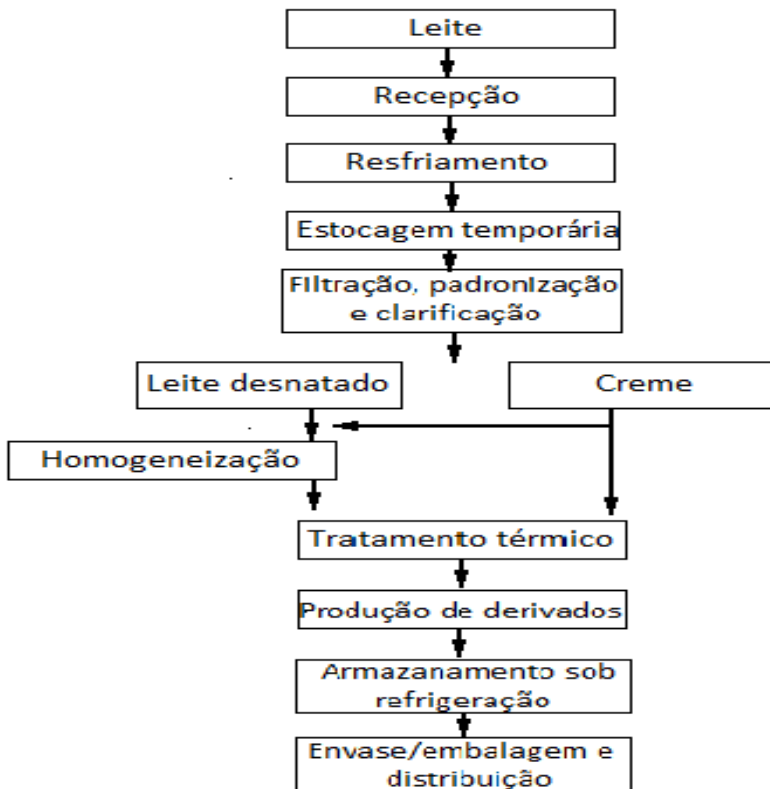 Leite
Recepção
Resfriamento
Estocagem temporária
Filtração, padronização
e clarificação
Leite desnatado
Creme
Homogeneização
Tratamento térmico
Produção de derivados
Armazanamento sob
refrigeração
Envase/embalagem e
distribuição